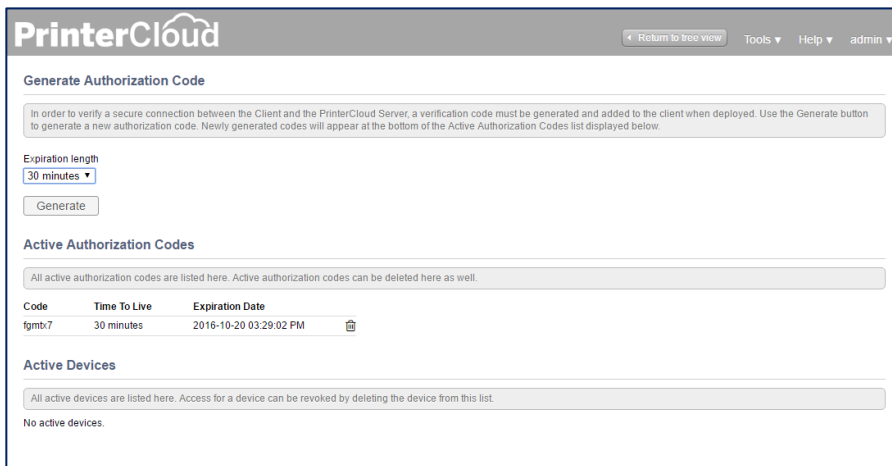 PrinterCloud
Return to tree view Tools ▾ Help ▾ admin ▾
Generate Authorization Code
In order to verify a secure connection between the Client and the PrinterCloud Server, a verification code must be generated and added to the client when deployed. Use the Generate button
to generate a new authorization code. Newly generated codes will appear at the bottom of the Active Authorization Codes list displayed below.
Expiration length
30 minutes ▾
Generate
Active Authorization Codes
All active authorization codes are listed here. Active authorization codes can be deleted here as well.
Code Time To Live Expiration Date
fgmtx7 30 minutes 2016-10-20 03:29:02 PM
Active Devices
All active devices are listed here. Access for a device can be revoked by deleting the device from this list.
No active devices.